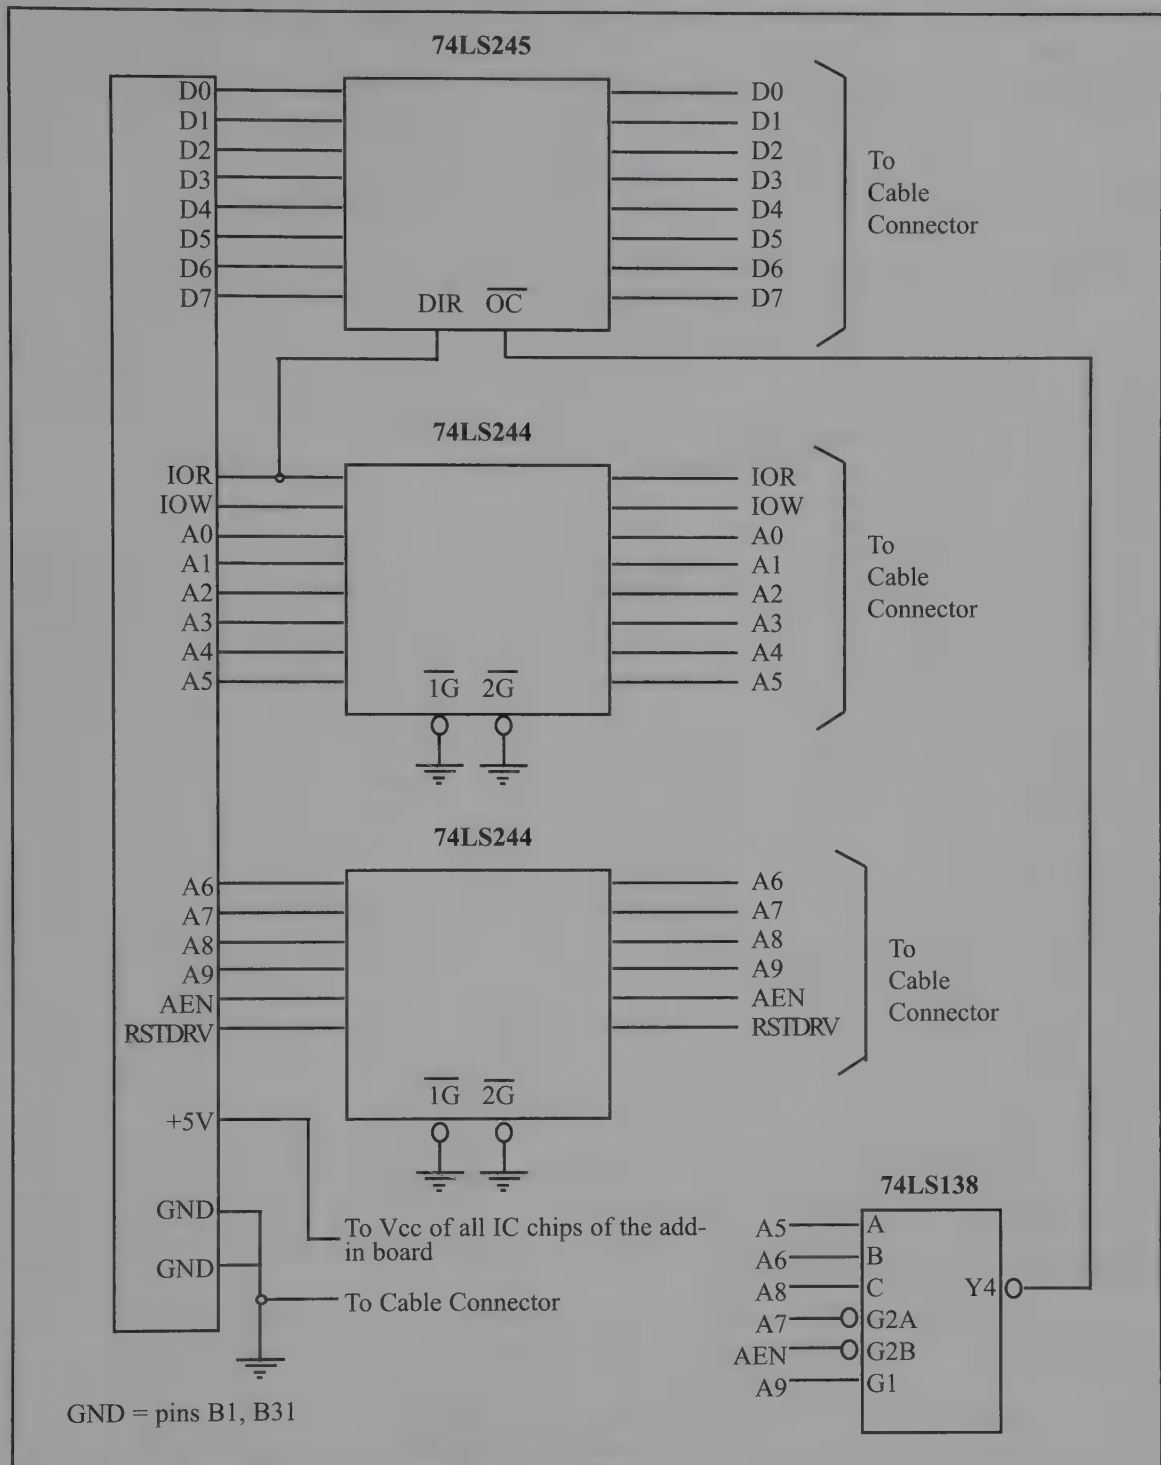 74LS245
D0 D0
D1 D1
D2 D2
D3 D3
D4 D4
D5 D5
D6 D6
D7 D7
DIR OC
To
Cable
Connector
74LS244
IOR IOR
IOW IOW
A0 A0
A1 A1
A2 A2
A3 A3
A4 A4
A5 A5
1G 2G
To
Cable
Connector
74LS244
A6 A6
A7 A7
A8 A8
A9 A9
AEN AEN
RSTDRV RSTDRV
1G 2G
To
Cable
Connector
+5V
GND
GND
To Vcc of all IC chips of the add-
in board
To Cable Connector
74LS138
A5 A
A6 B
A8 C Y4
A7 G2A
AEN G2B
A9 G1
GND = pins B1, B31